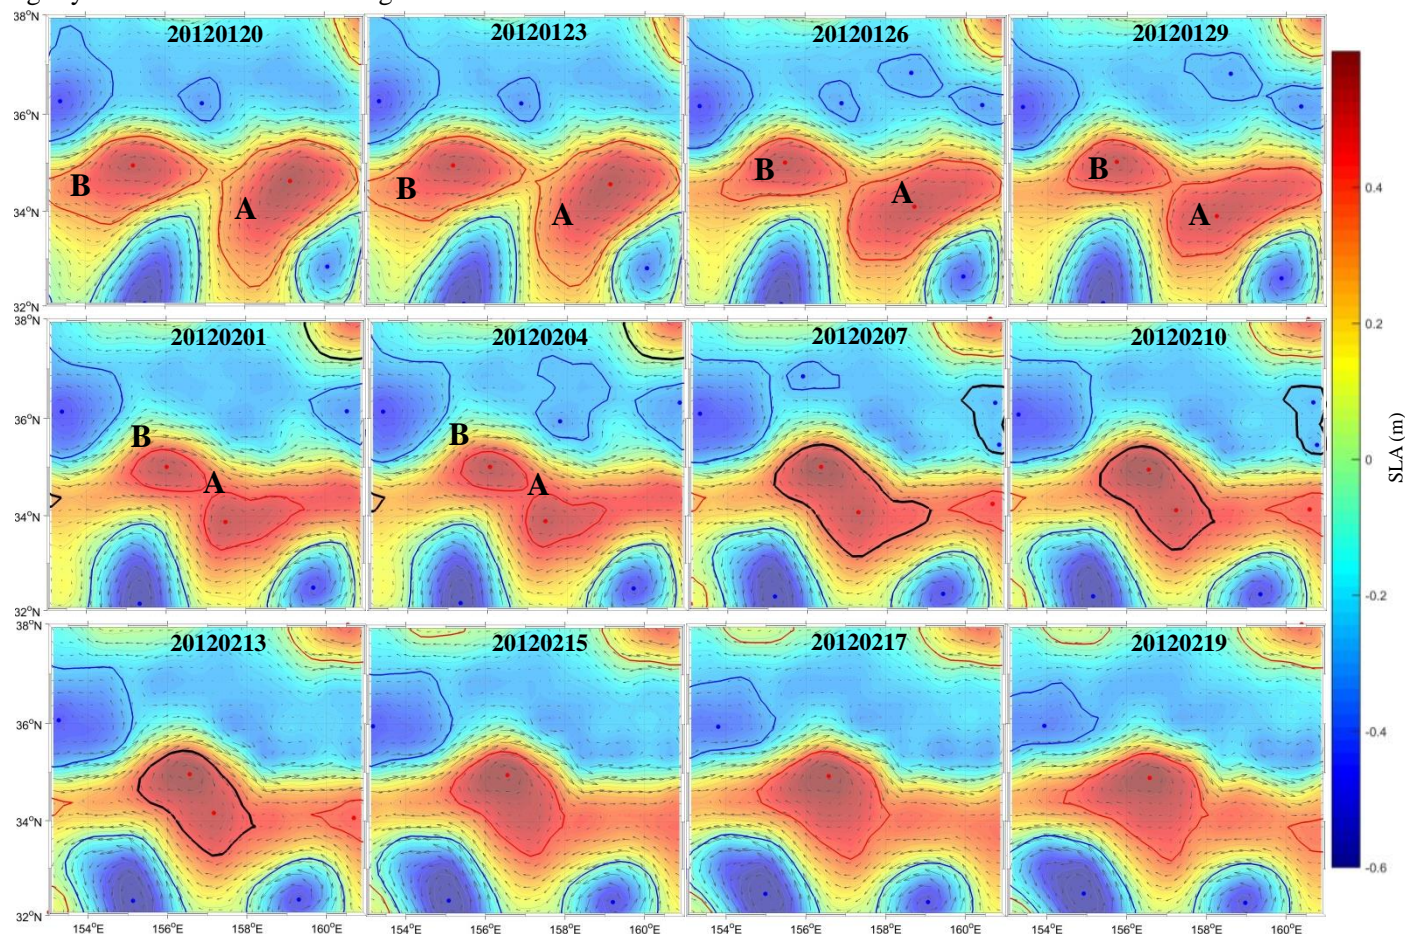 38°N 20120120 20120123 20120126 20120129
36°N
B B B A B 0.4
34°N A A A
32°N
38°N 20120201 20120204 20120207 20120210 0.2
36°N
B A B A 0 SLA (m)
34°N
32°N -0.2
38°N 20120213 20120215 20120217 20120219
36°N -0.4
34°N
32°N -0.6
154°E 156°E 158°E 160°E 154°E 156°E 158°E 160°E 154°E 156°E 158°E 160°E 154°E 156°E 158°E 160°E